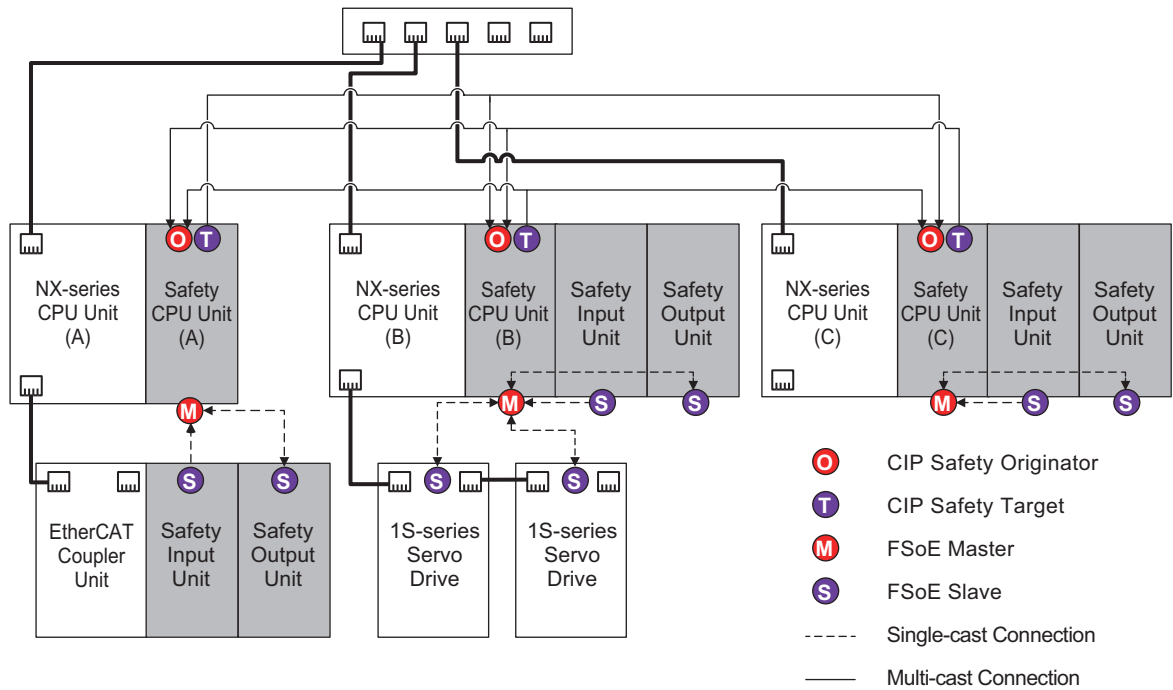 O
T
O
T
O
T
NX-series
CPU Unit
(A)
Safety
CPU Unit
(A)
NX-series
CPU Unit
(B)
Safety
CPU Unit
(B)
Safety
Input
Unit
Safety
Output
Unit
NX-series
CPU Unit
(C)
Safety
CPU Unit
(C)
Safety
Input
Unit
Safety
Output
Unit
M
M
S
S
M
S
S
S
S
S
S
EtherCAT
Coupler
Unit
Safety
Input
Unit
Safety
Output
Unit
1S-series
Servo
Drive
1S-series
Servo
Drive
O CIP Safety Originator
T CIP Safety Target
M FSoE Master
S FSoE Slave
Single-cast Connection
Multi-cast Connection